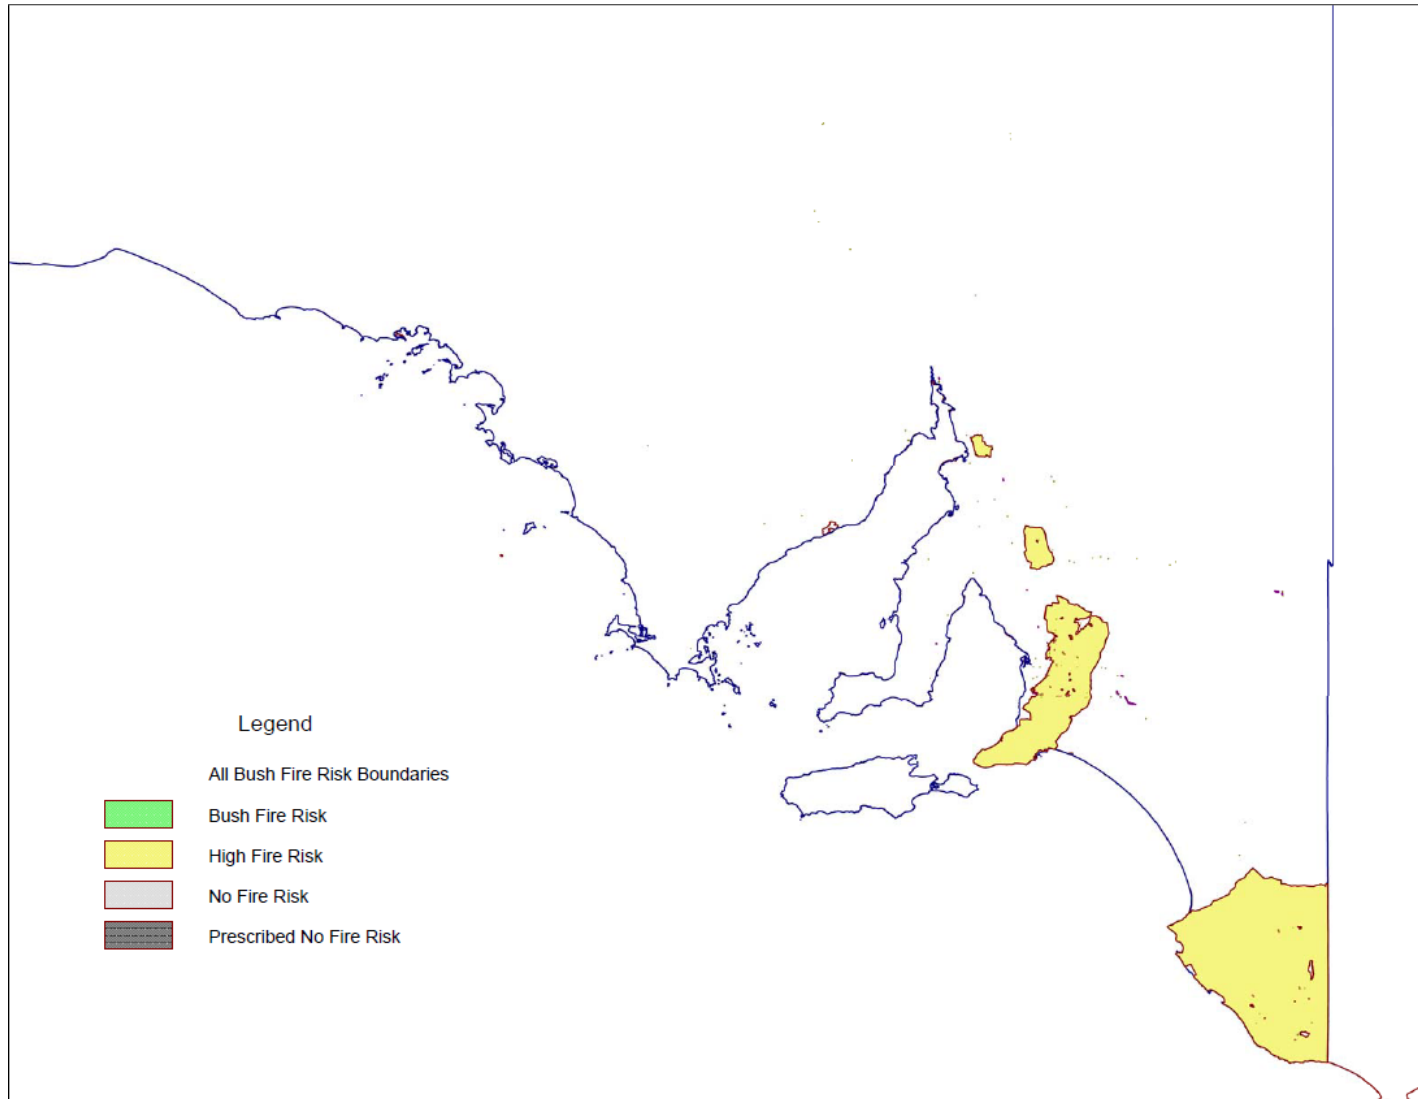 Legend
All Bush Fire Risk Boundaries
Bush Fire Risk
High Fire Risk
No Fire Risk
Prescribed No Fire Risk